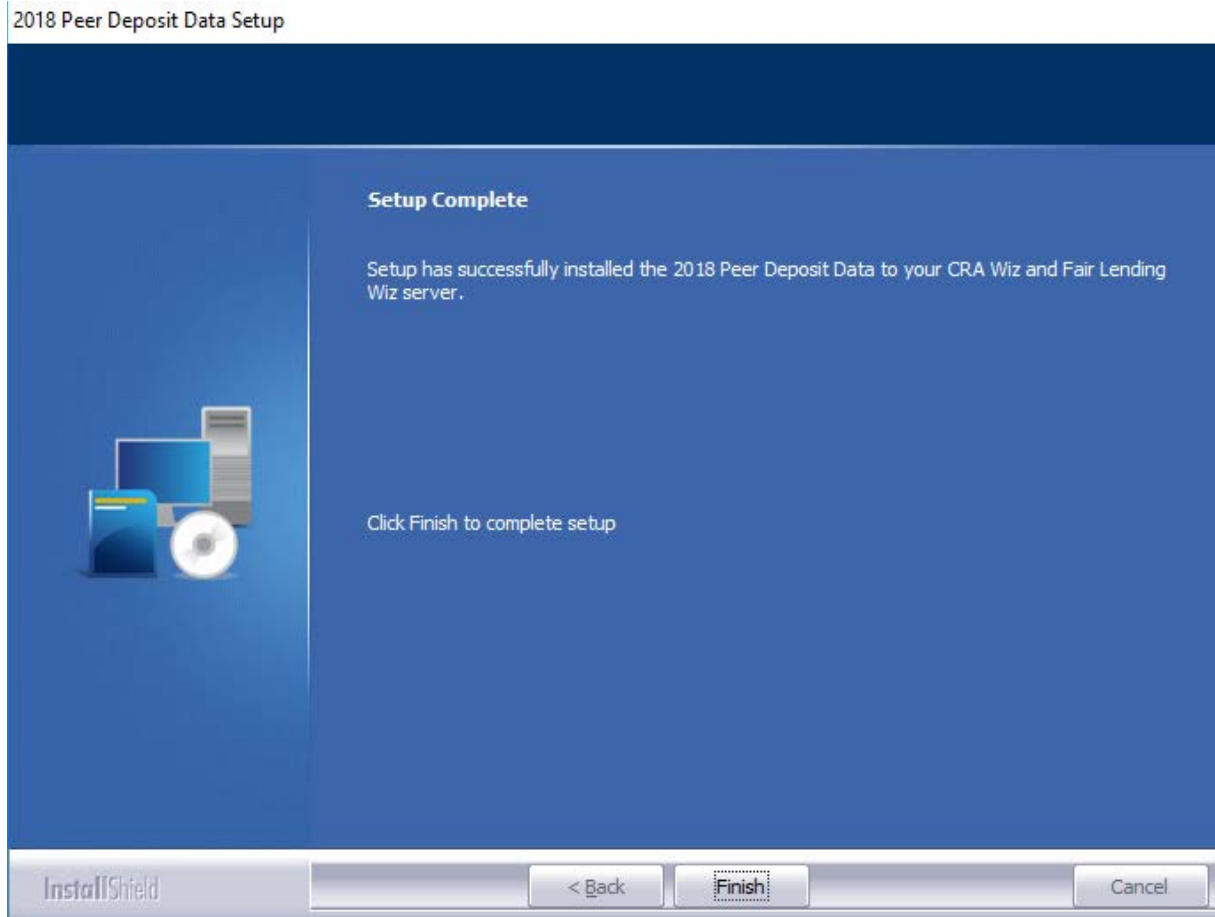 2018 Peer Deposit Data Setup
Setup Complete
Setup has successfully installed the 2018 Peer Deposit Data to your CRA Wiz and Fair Lending
Wiz server.
Click Finish to complete setup
InstallShield
< Back
Finish
Cancel